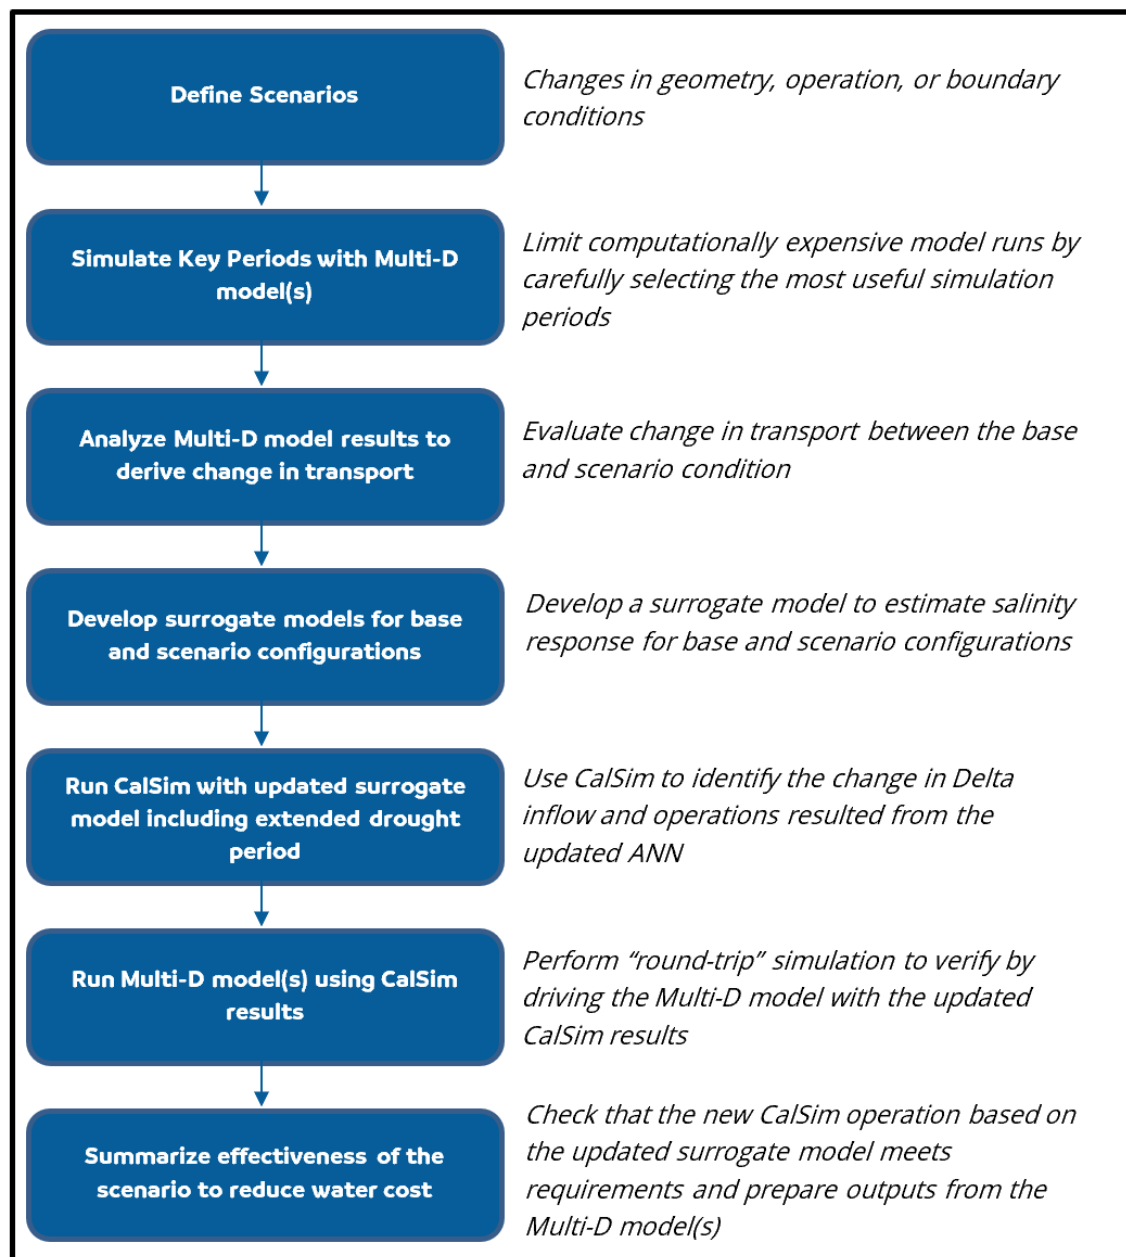 Define Scenarios
Changes in geometry, operation, or boundary
conditions
Simulate Key Periods with Multi-D
model(s)
Limit computationally expensive model runs by
carefully selecting the most useful simulation
periods
Analyze Multi-D model results to
derive change in transport
Evaluate change in transport between the base
and scenario condition
Develop surrogate models for base
and scenario configurations
Develop a surrogate model to estimate salinity
response for base and scenario configurations
Run CalSim with updated surrogate
model including extended drought
period
Use CalSim to identify the change in Delta
inflow and operations resulted from the
updated ANN
Run Multi-D model(s) using CalSim
results
Perform “round-trip” simulation to verify by
driving the Multi-D model with the updated
CalSim results
Summarize effectiveness of the
scenario to reduce water cost
Check that the new CalSim operation based on
the updated surrogate model meets
requirements and prepare outputs from the
Multi-D model(s)